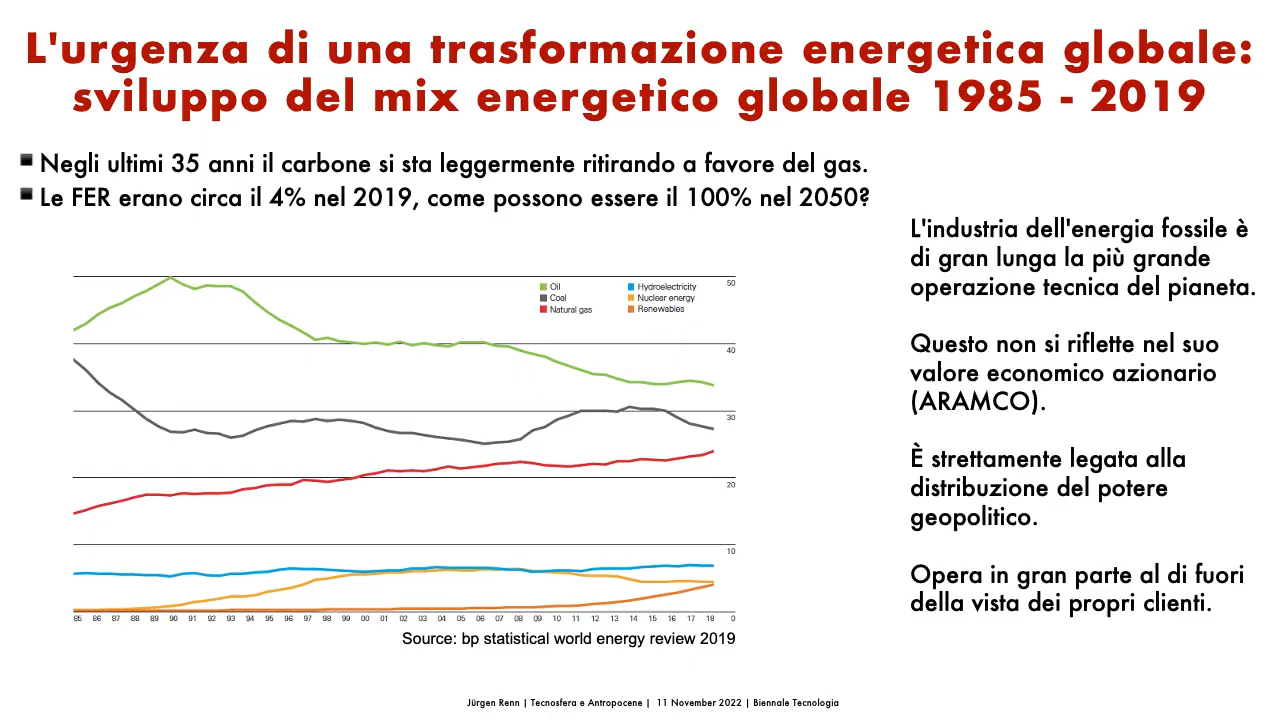 L'urgenza di una trasformazione energetica globale:
sviluppo del mix energetico globale 1985 - 2019
Negli ultimi 35 anni il carbone si sta leggermente ritirando a favore del gas.
Le FER erano circa il 4% nel 2019, come possono essere il 100% nel 2050?
L'industria dell'energia fossile è
di gran lunga la più grande
operazione tecnica del pianeta.
Questo non si riflette nel suo
valore economico azionario
(ARAMCO).
È strettamente legata alla
distribuzione del potere
geopolitico.
Opera in gran parte al di fuori
della vista dei propri clienti.
Oil
Coal
Natural gas
Hydroelectricity
Nuclear energy
Renewables
50
40
30
20
10
85 86 87 88 89 90 91 92 93 94 95 96 97 98 99 00 01 02 03 04 05 06 07 08 09 10 11 12 13 14 15 16 17 18 0
Source: bp statistical world energy review 2019
Jürgen Renn | Tecnosfera e Antropocene | 11 November 2022 | Biennale Tecnologia